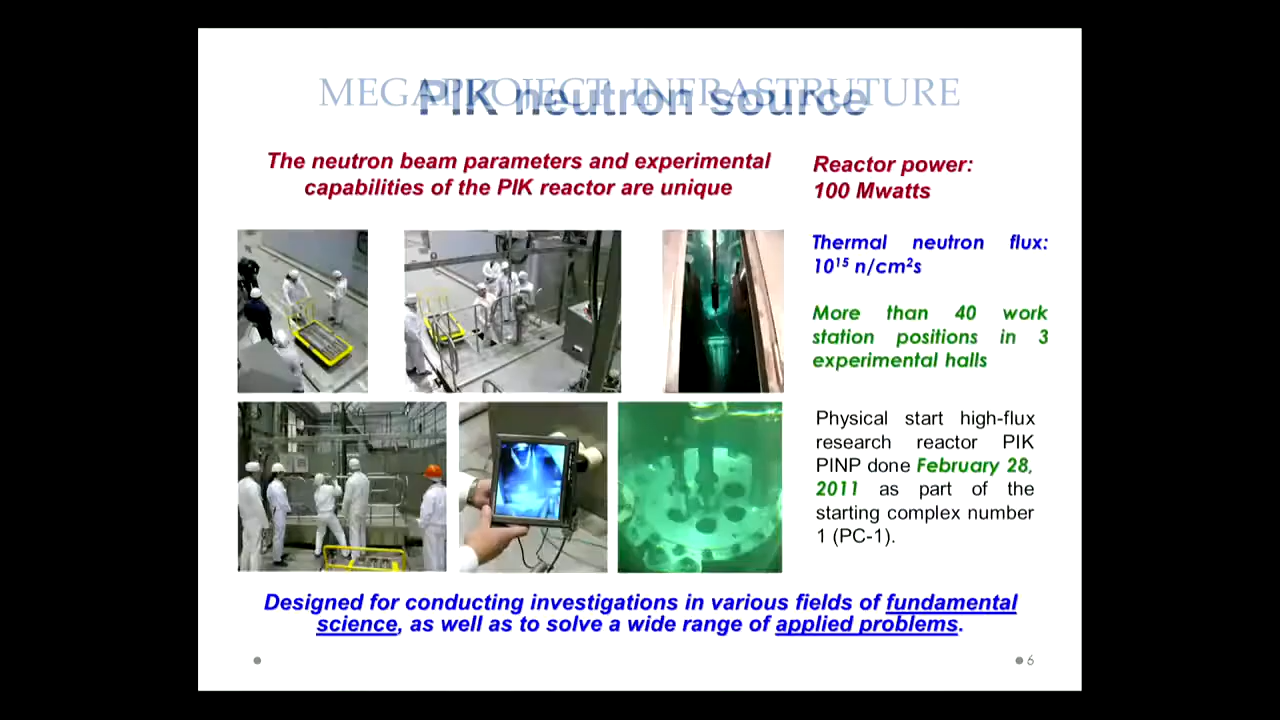 MEGAPROJECT INFRASTRUTURE
PIK neutron source
The neutron beam parameters and experimental
capabilities of the PIK reactor are unique
Reactor power:
100 Mwatts
Thermal neutron flux:
10¹⁵ n/cm²s
More than 40 work
station positions in 3
experimental halls
Physical start high-flux
research reactor PIK
PINP done February 28,
2011 as part of the
starting complex number
1 (PC-1).
Designed for conducting investigations in various fields of fundamental
science, as well as to solve a wide range of applied problems.
6